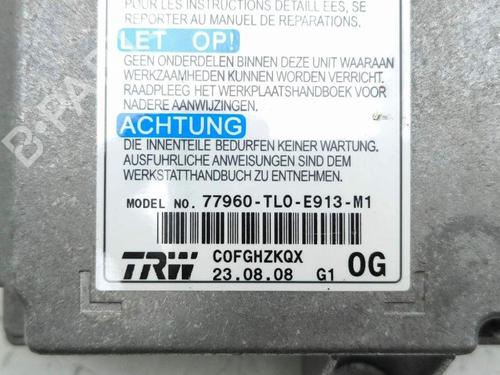 POUR LES INSTRUCTIONS DETAILLEES, SE
REPORTER AU MANUEL DE REPARATIONS.
LET OP!
GEEN ONDERDELEN BINNEN DEZE UNIT WAARAAN
WERKZAAMHEDEN KUNNEN WORDEN VERRICHT.
RAADPLEEG HET WERKPLAATSHANDBOEK VOOR
NADERE AANWIJZINGEN.
ACHTUNG
DIE INNENTEILE BEDURFEN KEINER WARTUNG.
AUSFUHRLICHE ANWEISUNGEN SIND DEM
WERKSTATTHANDBUCH ZU ENTNEHMEN.
MODEL NO. 77960-TL0-E913-M1
TRW COFGHZKQX
23.08.08 G1 0G